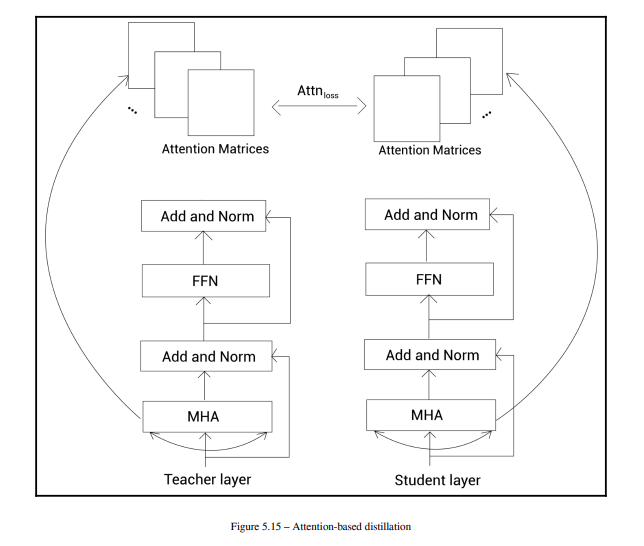 Attn loss
Attention Matrices
Attention Matrices
Add and Norm
Add and Norm
FFN
FFN
Add and Norm
Add and Norm
MHA
MHA
Teacher layer
Student layer
Figure 5.15 – Attention-based distillation